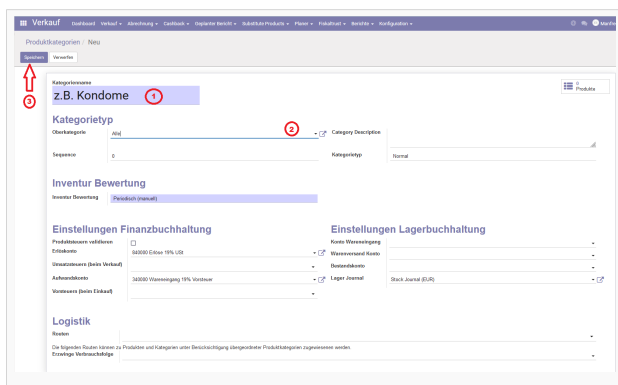 Verkauf Dashboard Verkauf Abrechnung Cashback Geplanter Bericht Substitute Products Planer Fiskaltrust Berichte Konfiguration
Produktkategorien / Neu
Speichern Verwerfen
3
Kategorienname
z.B. Kondome 1
0
Produkte
Kategorietyp
Oberkategorie Alle 2 Category Description
Sequence 0 Kategorietyp Normal
Inventur Bewertung
Inventur Bewertung Periodisch (manuell)
Einstellungen Finanzbuchhaltung Einstellungen Lagerbuchhaltung
Produktsteuern validieren Konto Wareneingang
Erlöskonto 840000 Erlöse 19% USt Warenversand Konto
Umsatzsteuern (beim Verkauf) Bestandskonto
Aufwandskonto 340000 Wareneingang 19% Vorsteuer Lager Journal Stock Journal (EUR)
Vorsteuern (beim Einkauf)
Logistik
Routen
Die folgenden Routen können zu Produkten und Kategorien unter Berücksichtigung übergeordneter Produktkategorien zugewiesenen werden
Erzwinge Verbrauchsfolge